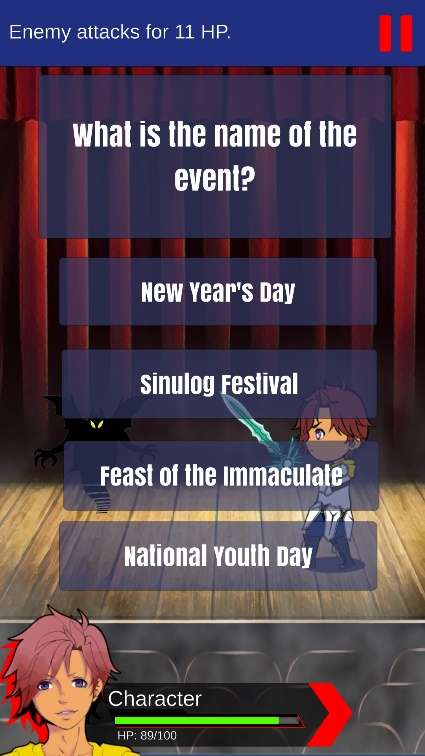 Enemy attacks for 11 HP.
What is the name of the
event?
New Year's Day
Sinulog Festival
Feast of the Immaculate
National Youth Day
Character
HP: 89/100